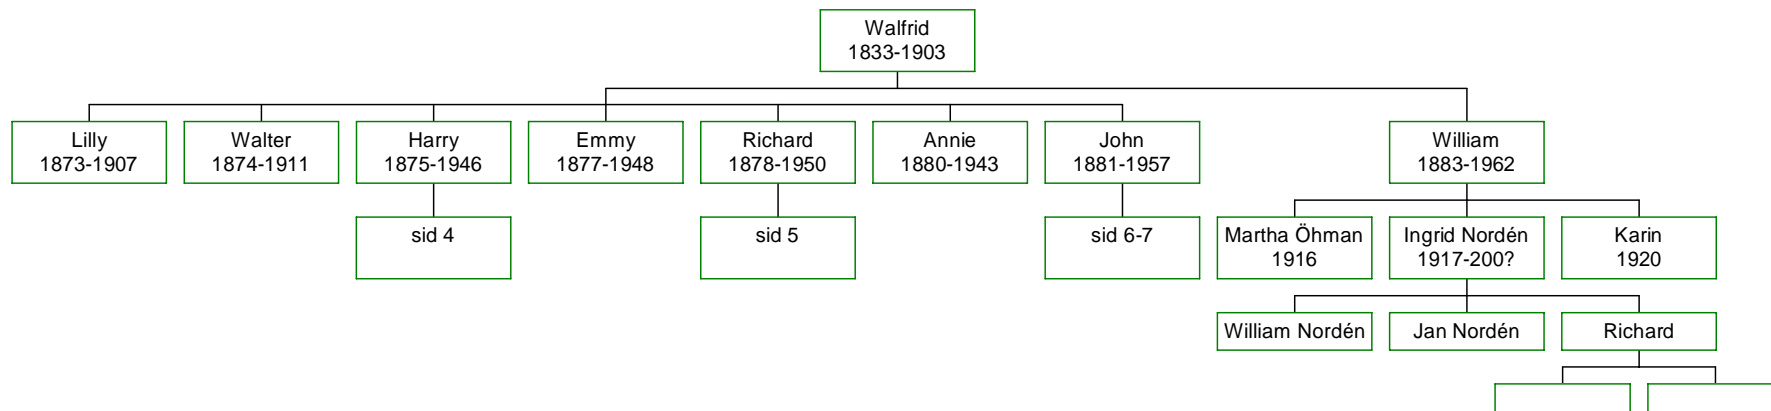 Walfrid
1833-1903
Lilly
1873-1907
Walter
1874-1911
Harry
1875-1946
Emmy
1877-1948
Richard
1878-1950
Annie
1880-1943
John
1881-1957
William
1883-1962
sid 4
sid 5
sid 6-7
Martha Öhman
1916
Ingrid Nordén
1917-200?
Karin
1920
William Nordén
Jan Nordén
Richard